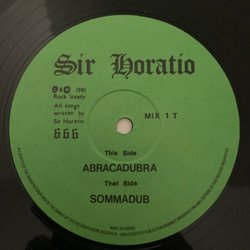 Sir Horatio
℗ & © 1981
Rock Steady
All songs
written by
Sir Horatio
666
MIX 1 T
This Side
ABRACADUBRA
That Side
SOMMADUB